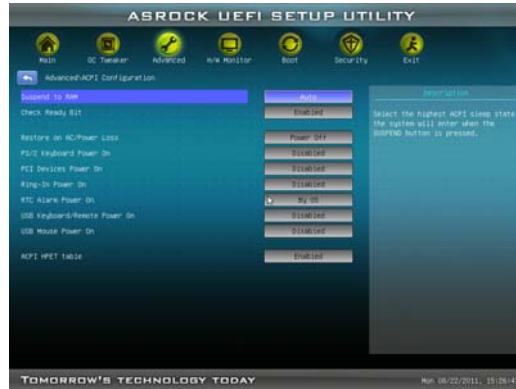 ASROCK UEFI SETUP UTILITY
Main OC Tweaker Advanced H/W Monitor Boot Security Exit
Advanced\ACPI Configuration
Description
Suspend to RAM Auto
Check Ready Bit Enabled
Select the highest ACPI sleep state
the system will enter when the
SUSPEND button is pressed.
Restore on AC/Power Loss Power Off
PS/2 Keyboard Power On Disabled
PCI Devices Power On Disabled
Ring-In Power On Disabled
RTC Alarm Power On By OS
USB Keyboard/Remote Power On Disabled
USB Mouse Power On Disabled
ACPI HPET table Enabled
TOMORROW'S TECHNOLOGY TODAY
Mon 08/22/2011,